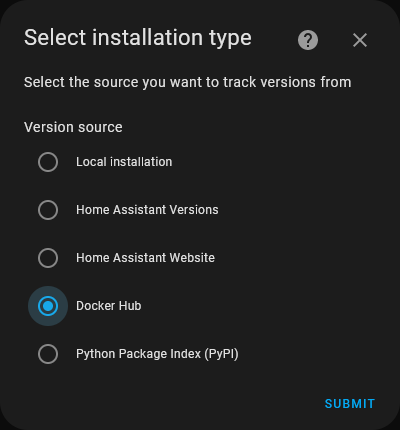 Select installation type
Select the source you want to track versions from
Version source
Local installation
Home Assistant Versions
Home Assistant Website
Docker Hub
Python Package Index (PyPI)
SUBMIT